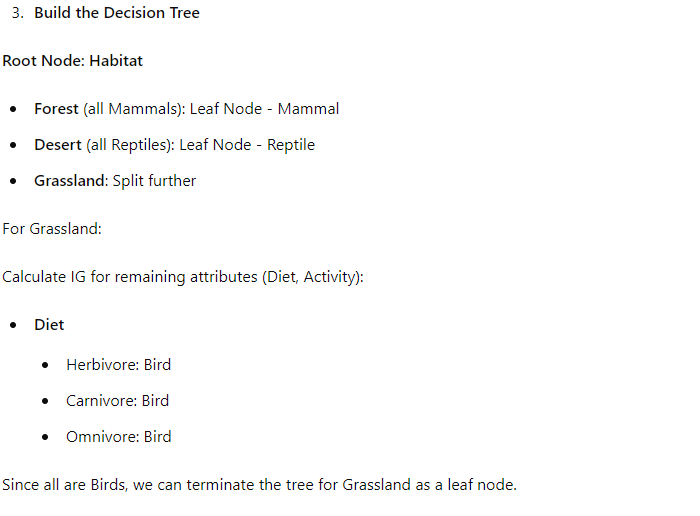 3. Build the Decision Tree
Root Node: Habitat
• Forest (all Mammals): Leaf Node - Mammal
• Desert (all Reptiles): Leaf Node - Reptile
• Grassland: Split further
For Grassland:
Calculate IG for remaining attributes (Diet, Activity):
• Diet
• Herbivore: Bird
• Carnivore: Bird
• Omnivore: Bird
Since all are Birds, we can terminate the tree for Grassland as a leaf node.